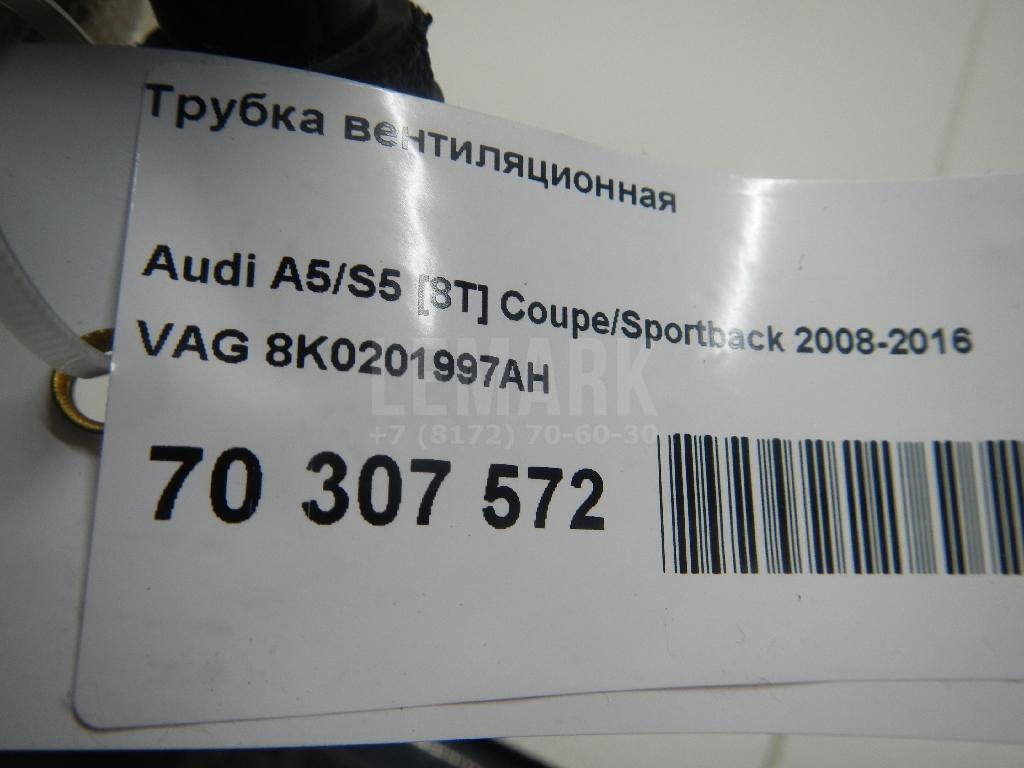 Трубка вентиляционная
Audi A5/S5 [8T] Coupe/Sportback 2008-2016
VAG 8K0201997AH
LEMARK
+7 (8172) 70-60-30
70 307 572